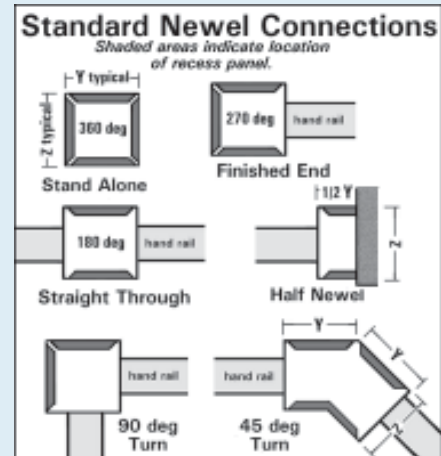 Standard Newel Connections
Shaded areas indicate location
of recess panel.
Y typical
Z typical
360 deg
Stand Alone
270 deg
hand rail
Finished End
180 deg
hand rail
Straight Through
1/2 Y
Z
Half Newel
hand rail
90 deg
Turn
Y
Y
hand rail
Z
45 deg
Turn